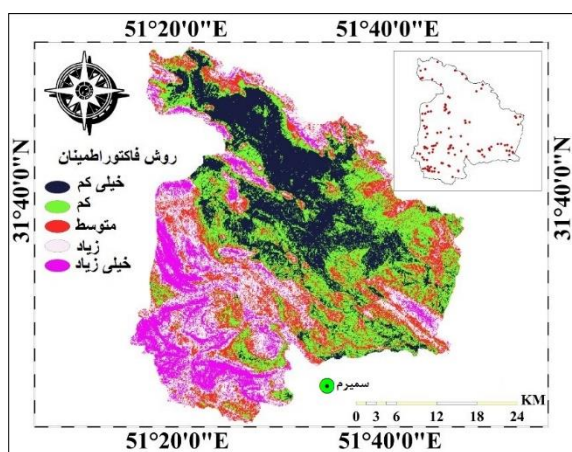 51°20'0"E 51°40'0"E
31°40'0"N
روش فاکتوراطمینان
خیلی کم
کم
متوسط
زیاد
خیلی زیاد
31°40'0"N
سمیرم
KM
0 3 6 12 18 24
51°20'0"E 51°40'0"E